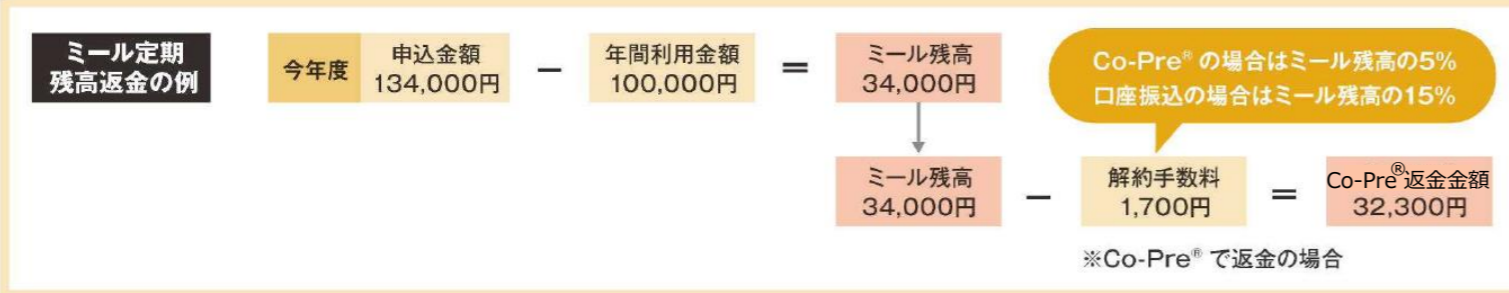 ミール定期
残高返金の例
今年度
申込金額
134,000円
−
年間利用金額
100,000円
=
ミール残高
34,000円
Co-Pre® の場合はミール残高の5%
口座振込の場合はミール残高の15%
ミール残高
34,000円
−
解約手数料
1,700円
=
Co-Pre®返金金額
32,300円
※Co-Pre® で返金の場合